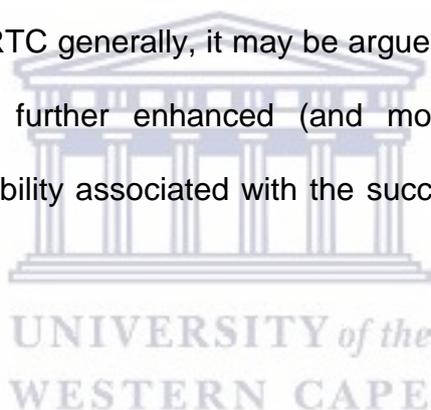 RTC generally, it may be argue
further enhanced (and mo
bility associated with the succ
UNIVERSITY of the
WESTERN CAPE